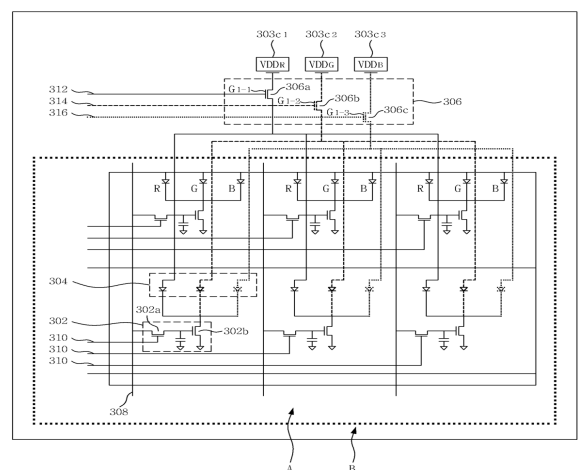 303c1 303c2 303c3
VDDR VDDG VDDB
312 G1-1 306a
314 G1-2 306b 306
316 G1-3 306c
R G B R G B R G B
304
302 302a
302b
310
310
310
308
A B